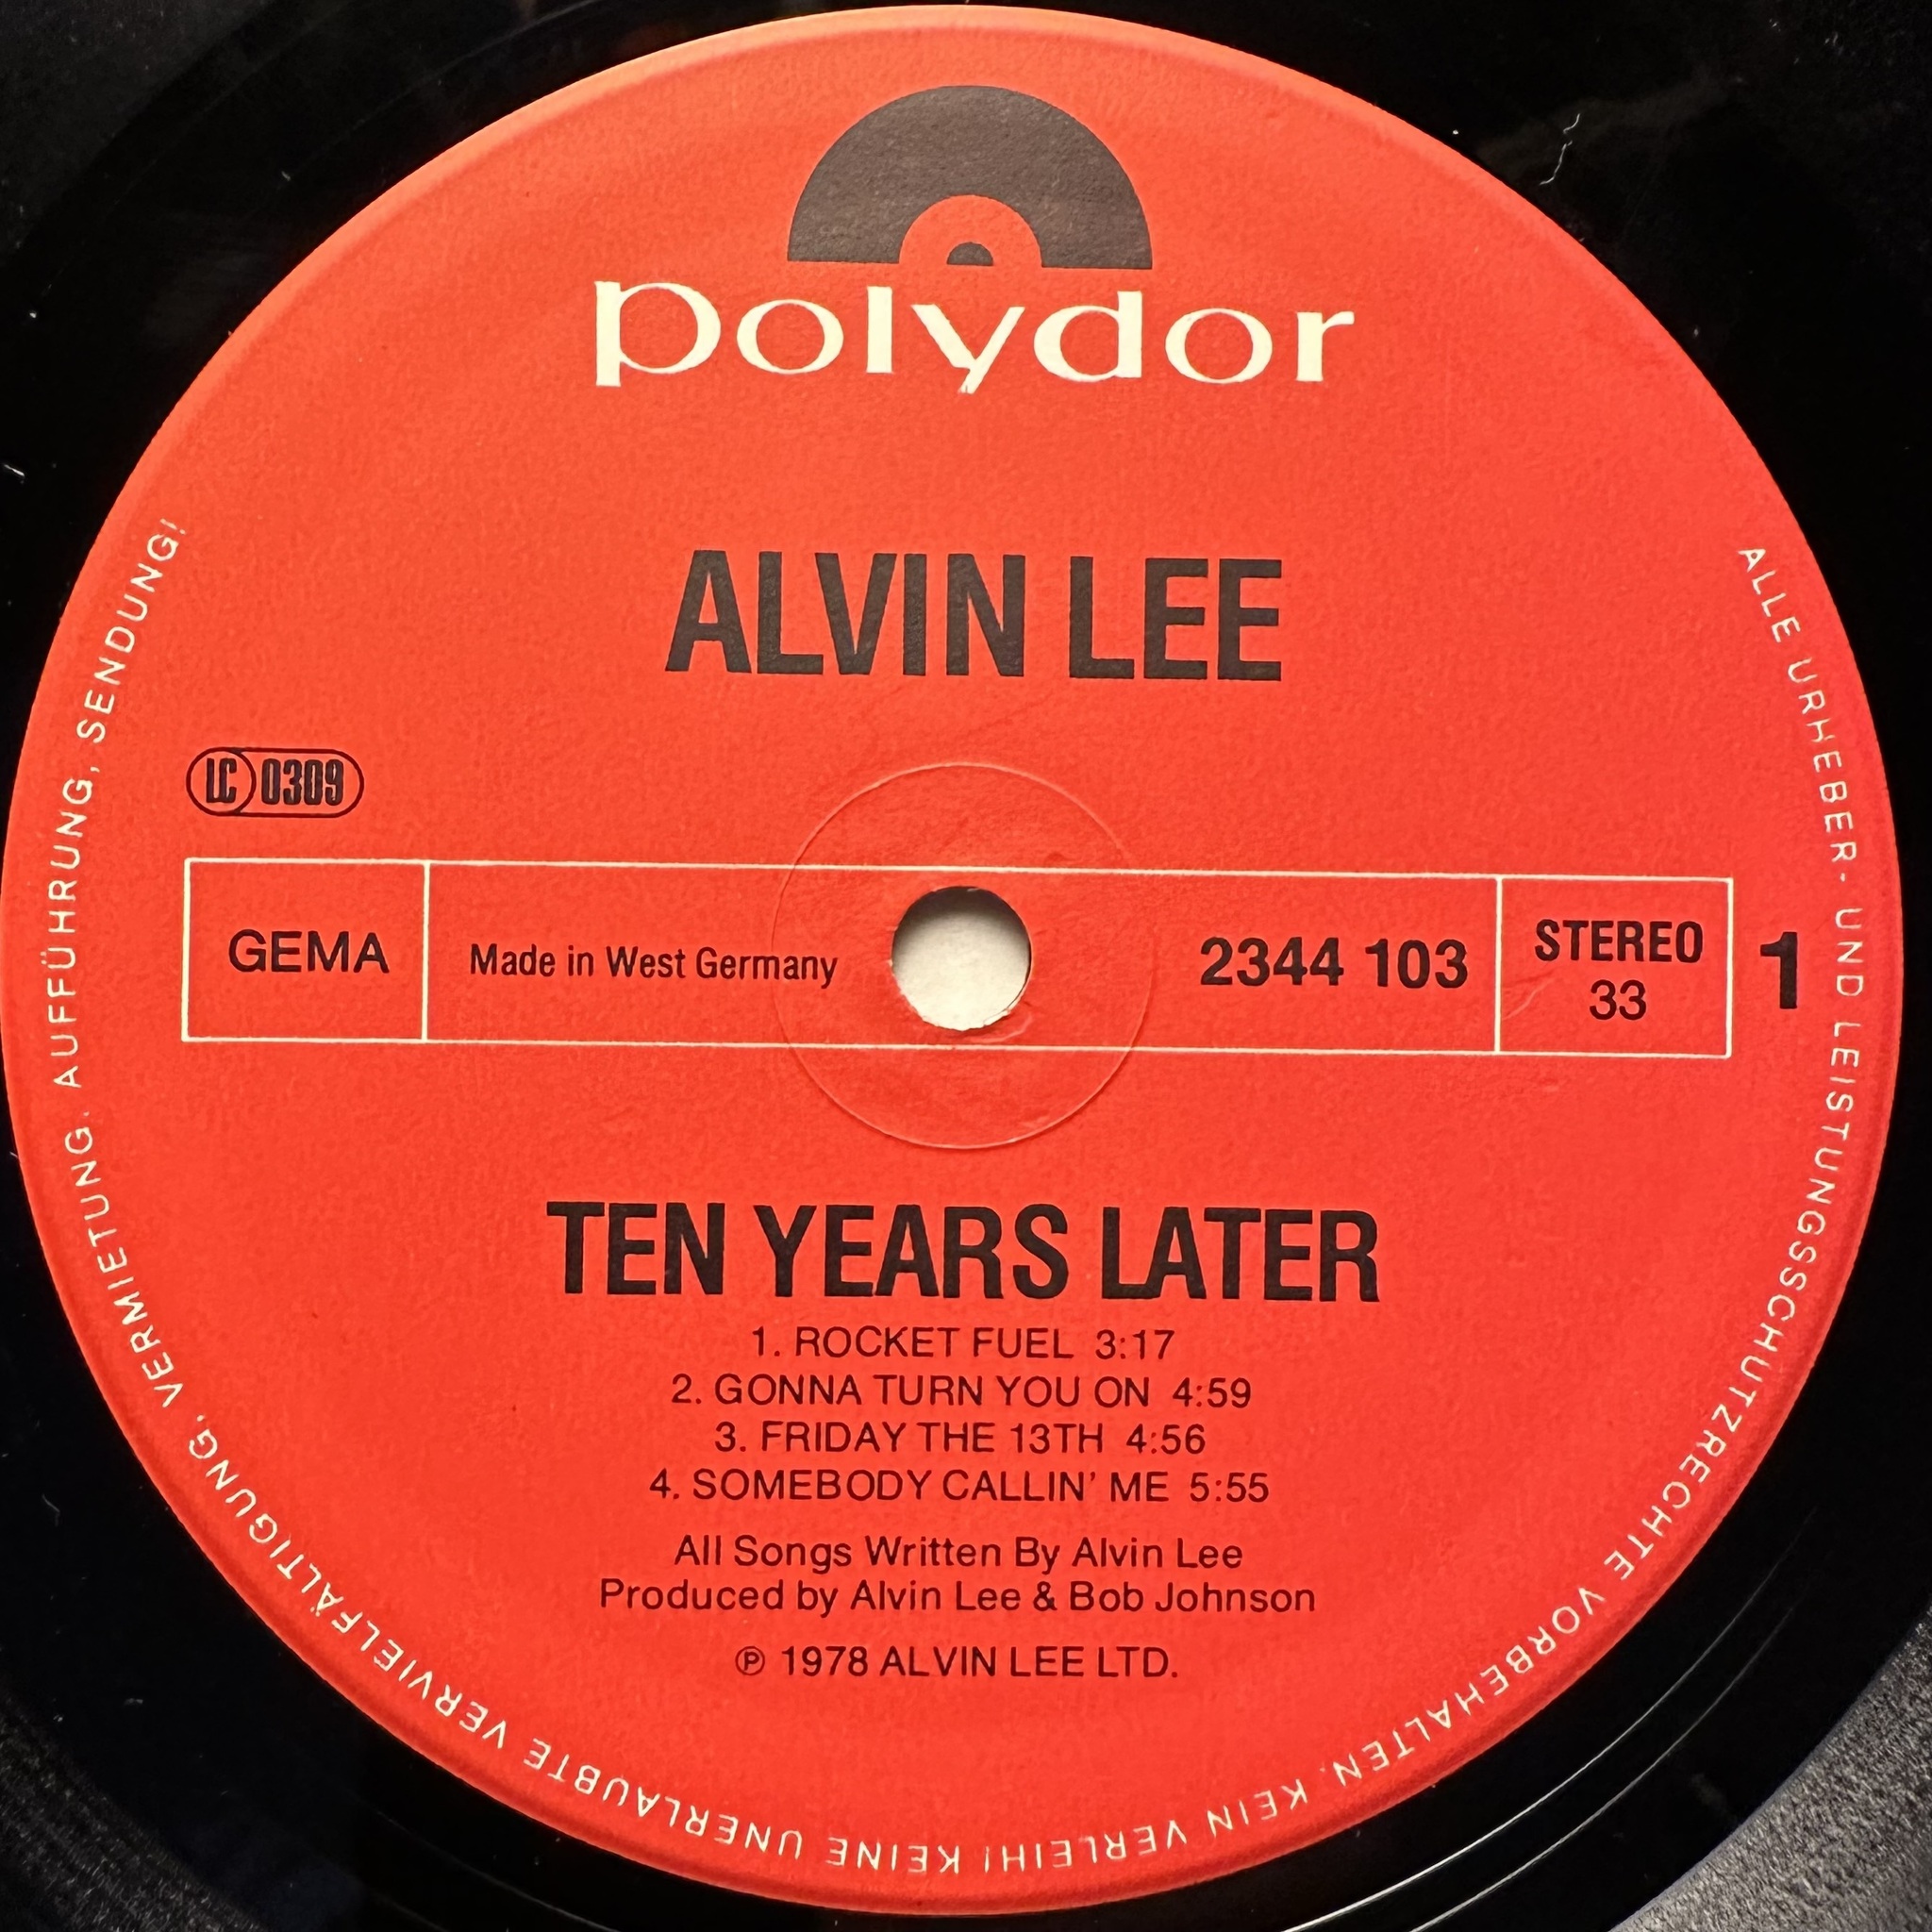 polydor
ALVIN LEE
LC 0309
GEMA
Made in West Germany
2344 103
STEREO
33
1
TEN YEARS LATER
1. ROCKET FUEL 3:17
2. GONNA TURN YOU ON 4:59
3. FRIDAY THE 13TH 4:56
4. SOMEBODY CALLIN' ME 5:55
All Songs Written By Alvin Lee
Produced by Alvin Lee & Bob Johnson
℗ 1978 ALVIN LEE LTD.
ALLE URHEBER- UND LEISTUNGSSCHUTZRECHTE VORBEHALTEN. KEIN VERLEIH! KEINE UNERLAUBTE VERVIELFÄLTIGUNG, VERMIETUNG. AUFFÜHRUNG, SENDUNG!